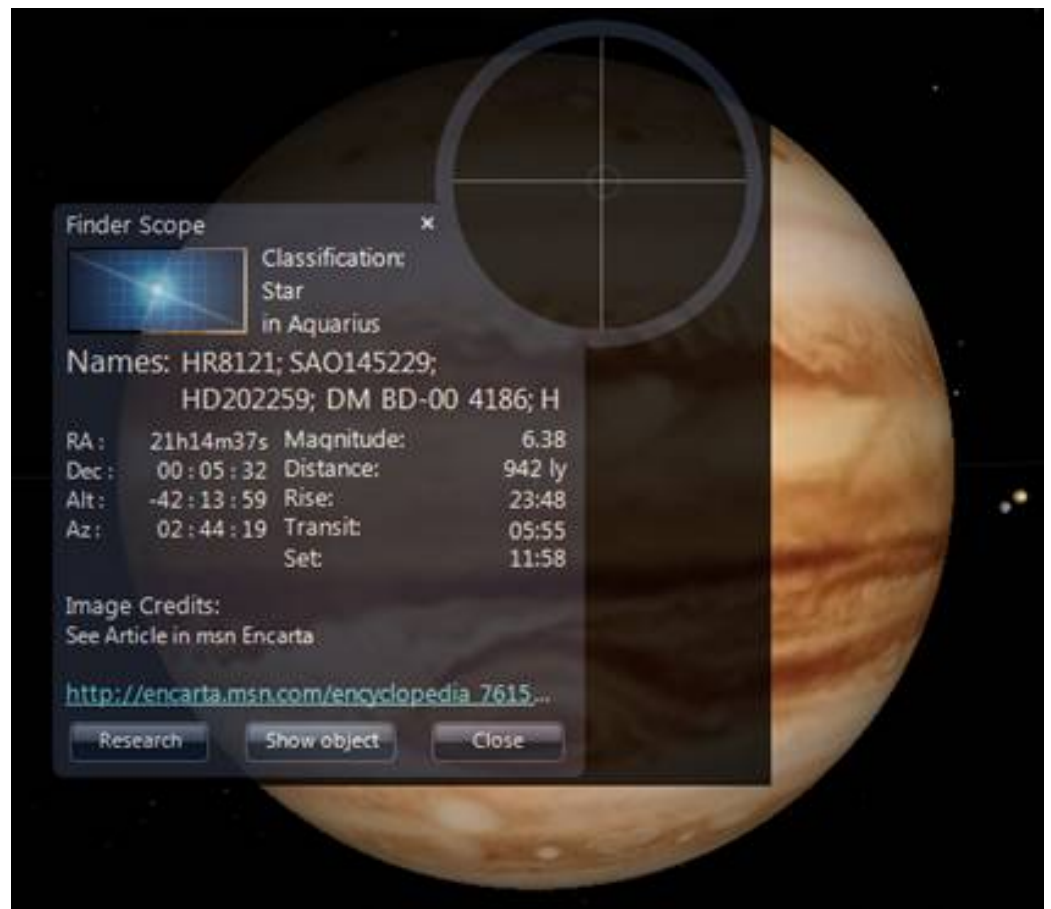 Finder Scope ×
Classification:
Star
in Aquarius
Names: HR8121; SAO145229;
HD202259; DM BD-00 4186; H
RA : 21h14m37s Magnitude: 6.38
Dec : 00 : 05 : 32 Distance: 942 ly
Alt : -42 : 13 : 59 Rise: 23:48
Az : 02 : 44 : 19 Transit: 05:55
Set: 11:58
Image Credits:
See Article in msn Encarta
http://encarta.msn.com/encyclopedia_7615...
Research Show object Close